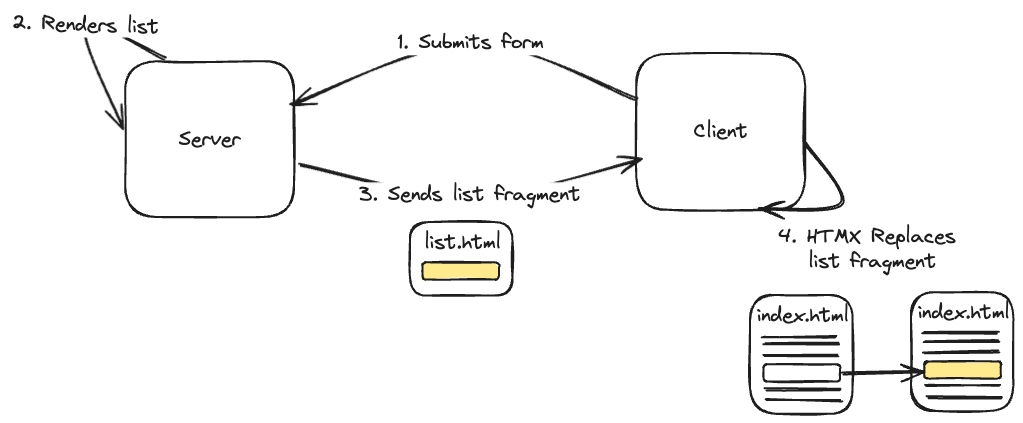 2. Renders list
1. Submits form
Server
Client
3. Sends list fragment
list.html
4. HTMX Replaces
list fragment
index.html
index.html